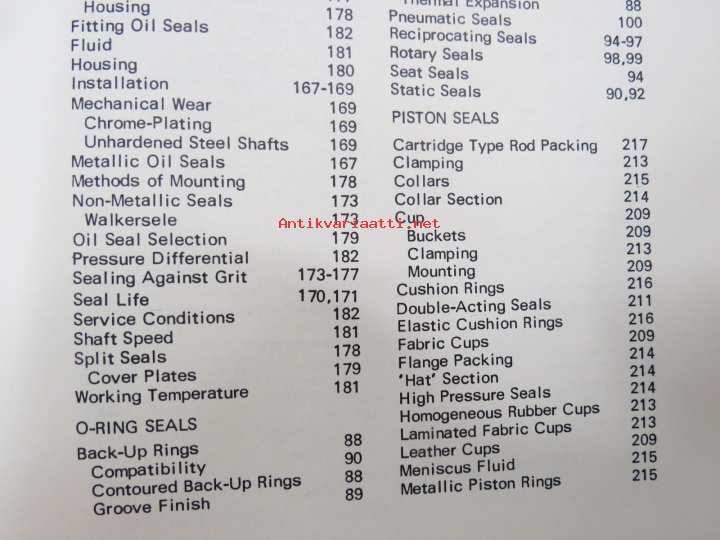 Housing 178
Fitting Oil Seals 182
Fluid 181
Housing 180
Installation 167-169
Mechanical Wear 169
Chrome-Plating 169
Unhardened Steel Shafts 169
Metallic Oil Seals 167
Methods of Mounting 178
Non-Metallic Seals 173
Walkersele 173
Oil Seal Selection 179
Pressure Differential 182
Sealing Against Grit 173-177
Seal Life 170,171
Service Conditions 182
Shaft Speed 181
Split Seals 178
Cover Plates 179
Working Temperature 181
O-RING SEALS
Back-Up Rings 88
Compatibility 90
Contoured Back-Up Rings 88
Groove Finish 89
Thermal Expansion 88
Pneumatic Seals 100
Reciprocating Seals 94-97
Rotary Seals 98,99
Seat Seals 94
Static Seals 90,92
PISTON SEALS
Cartridge Type Rod Packing 217
Clamping 213
Collars 215
Collar Section 214
Cup 209
Buckets 209
Clamping 213
Mounting 209
Cushion Rings 216
Double-Acting Seals 211
Elastic Cushion Rings 216
Fabric Cups 209
Flange Packing 214
'Hat' Section 214
High Pressure Seals 214
Homogeneous Rubber Cups 213
Laminated Fabric Cups 213
Leather Cups 209
Meniscus Fluid 215
Metallic Piston Rings 215
Antikvariaatti.net